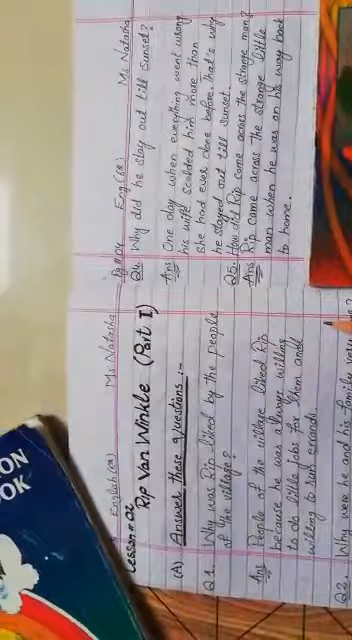 English (02) Ms Natasha
Lesson # 02
Rip Van Winkle (Part I)
(A) Answer these questions :-
Q1. Why was Rip liked by the people
of the village?
Ans People of the village liked Rip
because he was always willing
to do little jobs for them and
willing to run errands.
Q2. Why were he and his family very
Pg # 04 Eng. Ms Natasha
Q4. Why did he stay out till sunset?
Ans One day when everything went wrong
his wife scolded him more than
she had ever done before. That's why
he stayed out till sunset.
Q5. How did Rip come across the strange man?
Ans Rip came across the strange little
man when he was on his way back
to home.
ON
OK